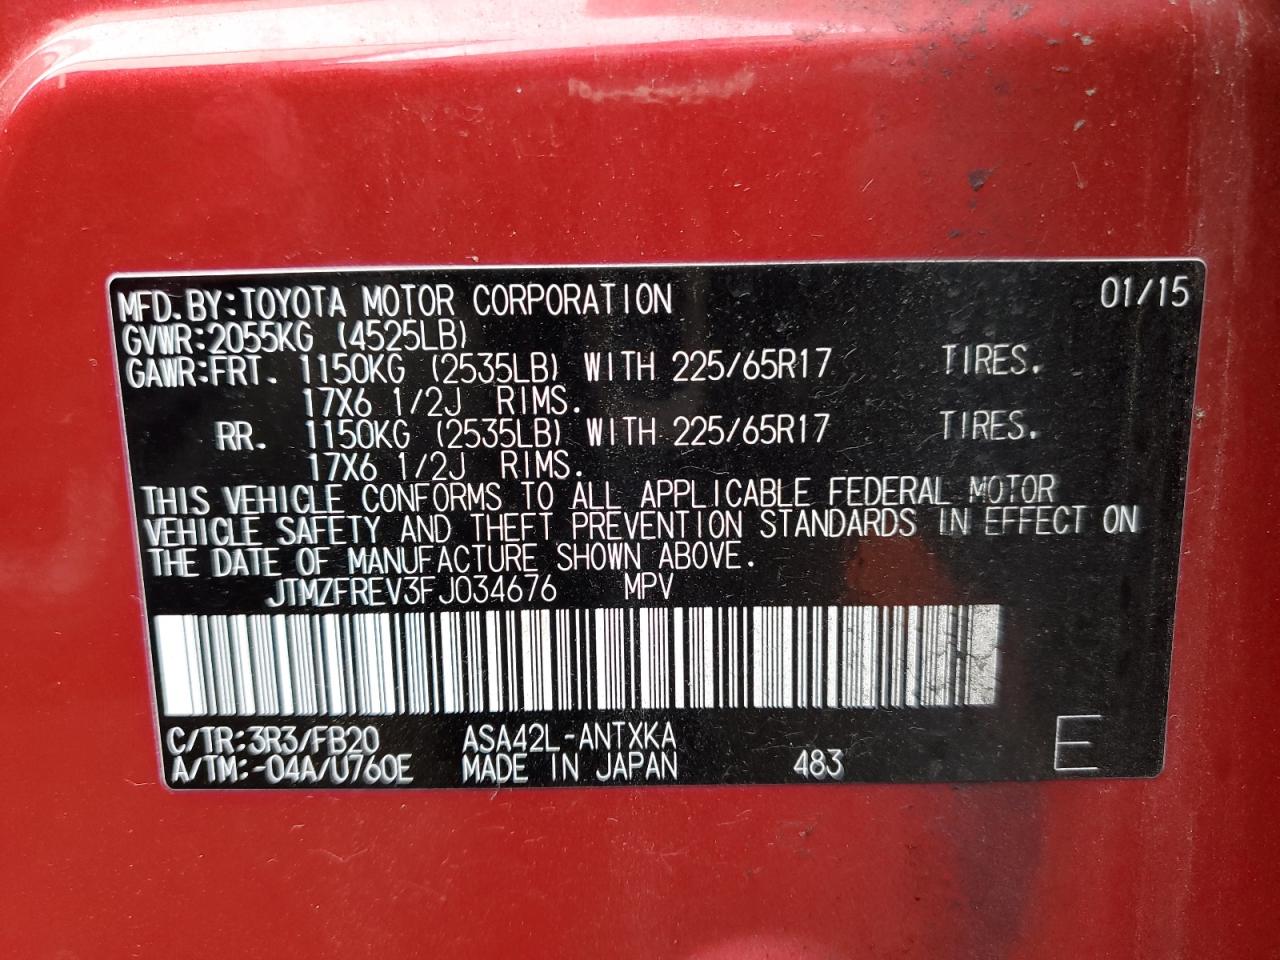 MFD. BY: TOYOTA MOTOR CORPORATION 01/15
GVWR: 2055KG (4525LB)
GAWR: FRT. 1150KG (2535LB) WITH 225/65R17 TIRES.
17X6 1/2J RIMS.
RR. 1150KG (2535LB) WITH 225/65R17 TIRES.
17X6 1/2J RIMS.
THIS VEHICLE CONFORMS TO ALL APPLICABLE FEDERAL MOTOR
VEHICLE SAFETY AND THEFT PREVENTION STANDARDS IN EFFECT ON
THE DATE OF MANUFACTURE SHOWN ABOVE.
JTMZFREV3FJ034676 MPV
C/TR: 3R3/FB20 ASA42L-ANTXKA
A/TM: -04A/U760E MADE IN JAPAN 483 E